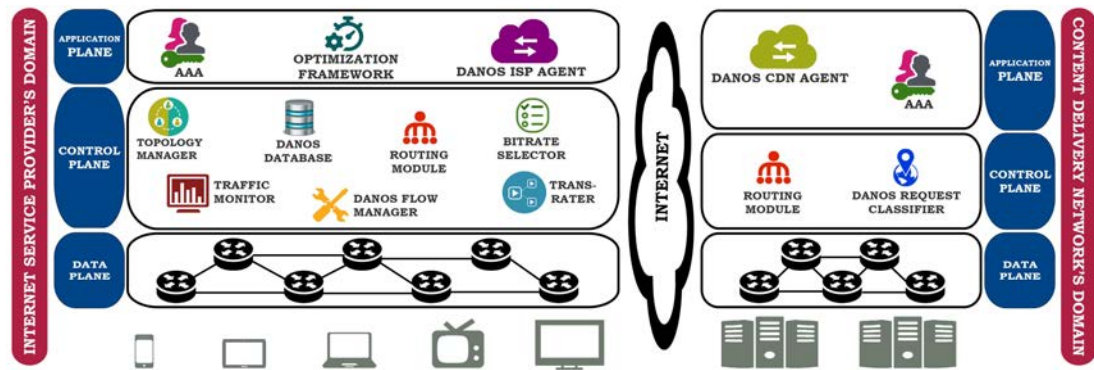 INTERNET SERVICE PROVIDER'S DOMAIN
APPLICATION
PLANE
AAA
OPTIMIZATION
FRAMEWORK
DANOS ISP AGENT
CONTROL
PLANE
TOPOLOGY
MANAGER
DANOS
DATABASE
ROUTING
MODULE
BITRATE
SELECTOR
TRAFFIC
MONITOR
DANOS FLOW
MANAGER
TRANS-
RATER
DATA
PLANE
INTERNET
DANOS CDN AGENT
AAA
APPLICATION
PLANE
ROUTING
MODULE
DANOS REQUEST
CLASSIFIER
CONTROL
PLANE
DATA
PLANE
CONTENT DELIVERY NETWORK'S DOMAIN